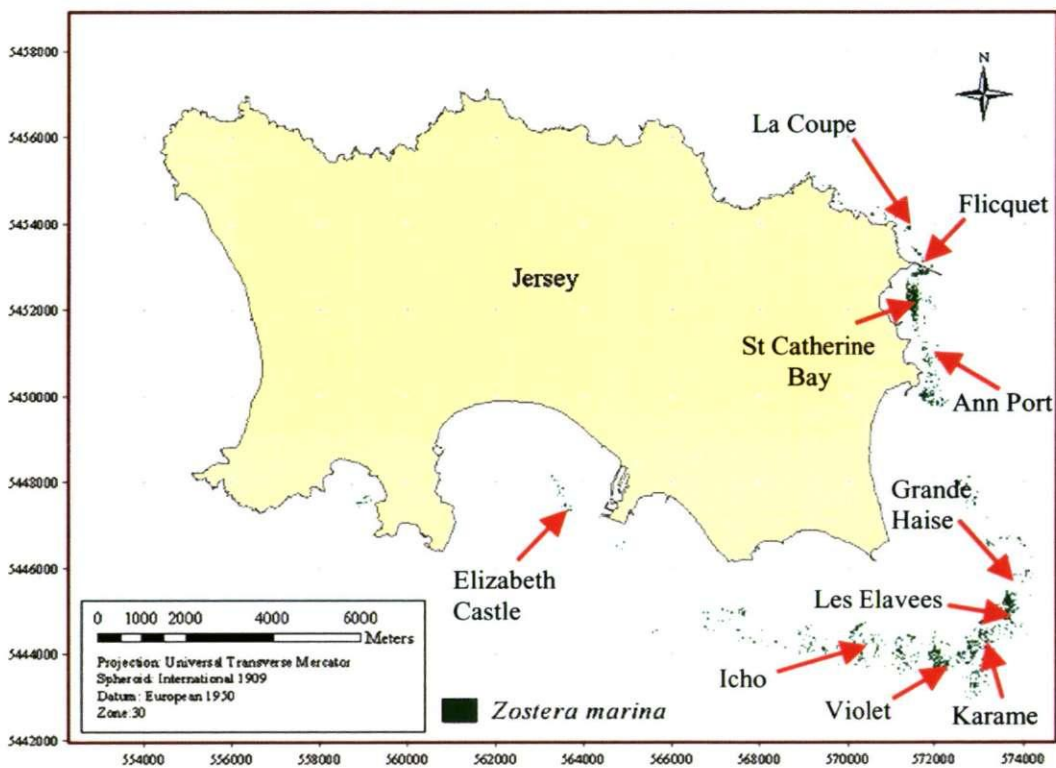 5458000
N
La Coupe
5456000
Flicquet
5454000
Jersey
5452000
St Catherine
Bay
Ann Port
5450000
5448000
Grande
Haise
5446000
Elizabeth
Castle
Les Elavees
0 1000 2000 4000 6000
Meters
Projection: Universal Transverse Mercator
Spheroid: International 1909
Datum: European 1950
Zone:30
5444000
Icho
Violet
Karame
Zostera marina
5442000
554000 556000 558000 560000 562000 564000 566000 568000 570000 572000 574000